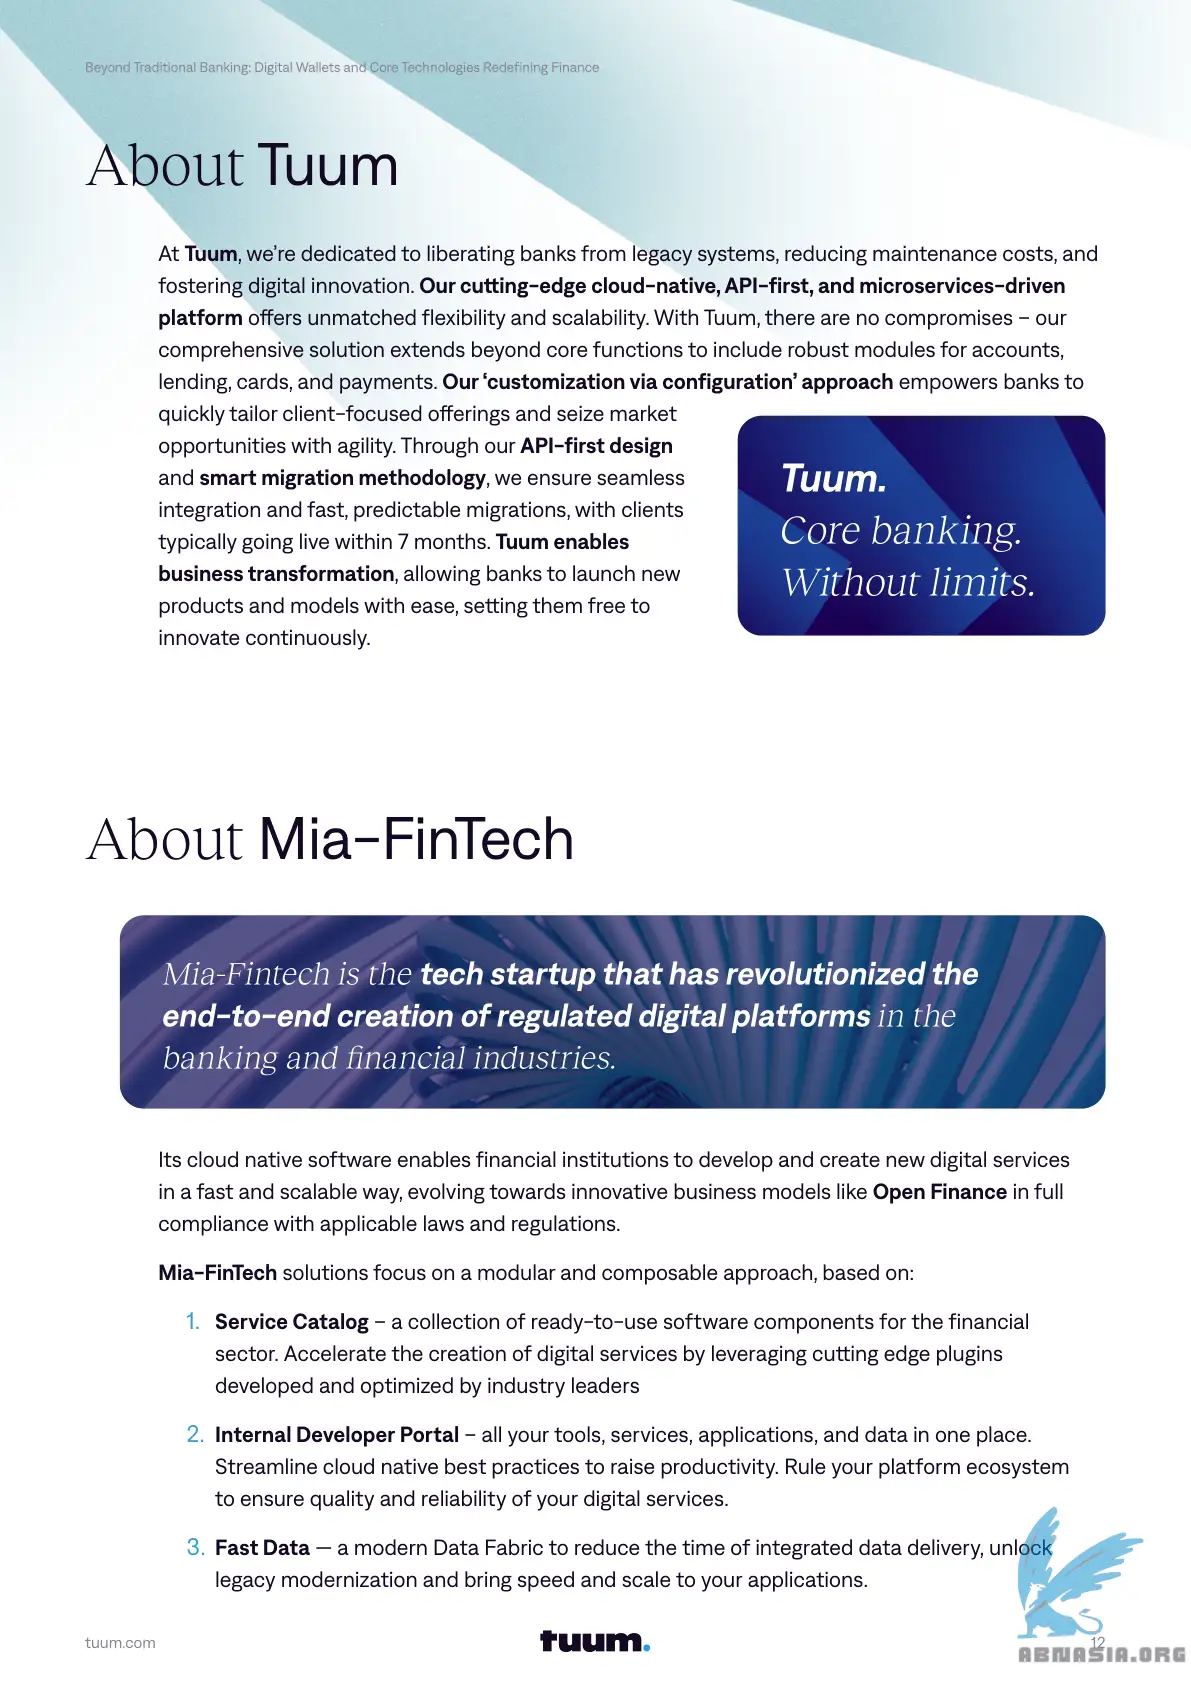 Beyond Traditional Banking: Digital Wallets and Core Technologies Redefining Finance
About Tuum
At Tuum, we're dedicated to liberating banks from legacy systems, reducing maintenance costs, and
fostering digital innovation. Our cutting-edge cloud-native, API-first, and microservices-driven
platform offers unmatched flexibility and scalability. With Tuum, there are no compromises – our
comprehensive solution extends beyond core functions to include robust modules for accounts,
lending, cards, and payments. Our ‘customization via configuration’ approach empowers banks to
quickly tailor client-focused offerings and seize market
opportunities with agility. Through our API-first design
and smart migration methodology, we ensure seamless
integration and fast, predictable migrations, with clients
typically going live within 7 months. Tuum enables
business transformation, allowing banks to launch new
products and models with ease, setting them free to
innovate continuously.
Tuum.
Core banking.
Without limits.
About Mia-FinTech
Mia-Fintech is the tech startup that has revolutionized the
end-to-end creation of regulated digital platforms in the
banking and financial industries.
Its cloud native software enables financial institutions to develop and create new digital services
in a fast and scalable way, evolving towards innovative business models like Open Finance in full
compliance with applicable laws and regulations.
Mia-FinTech solutions focus on a modular and composable approach, based on:
1. Service Catalog – a collection of ready-to-use software components for the financial
sector. Accelerate the creation of digital services by leveraging cutting edge plugins
developed and optimized by industry leaders
2. Internal Developer Portal – all your tools, services, applications, and data in one place.
Streamline cloud native best practices to raise productivity. Rule your platform ecosystem
to ensure quality and reliability of your digital services.
3. Fast Data — a modern Data Fabric to reduce the time of integrated data delivery, unlock
legacy modernization and bring speed and scale to your applications.
tuum.com
tuum.
12
ABNASIA.ORG